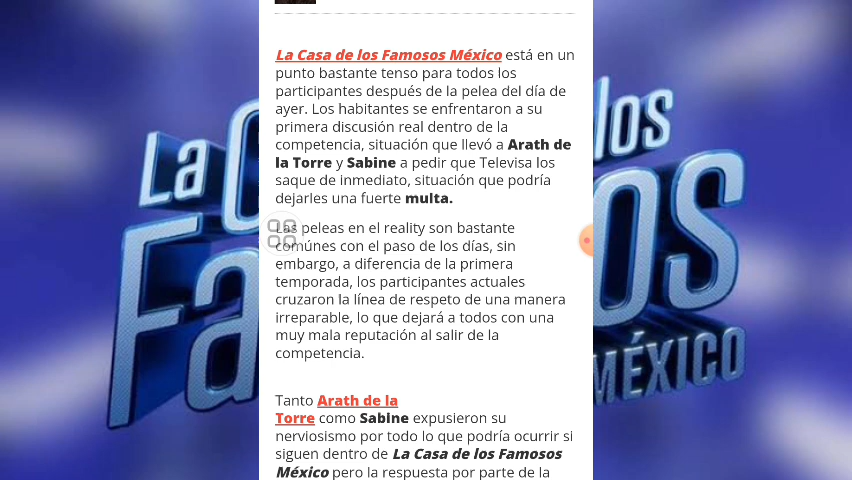 La Casa de los Famosos México está en un
punto bastante tenso para todos los
participantes después de la pelea del día de
ayer. Los habitantes se enfrentaron a su
primera discusión real dentro de la
competencia, situación que llevó a Arath de
la Torre y Sabine a pedir que Televisa los
saque de inmediato, situación que podría
dejarles una fuerte multa.
Las peleas en el reality son bastante
comúnes con el paso de los días, sin
embargo, a diferencia de la primera
temporada, los participantes actuales
cruzaron la línea de respeto de una manera
irreparable, lo que dejará a todos con una
muy mala reputación al salir de la
competencia.
Tanto Arath de la
Torre como Sabine expusieron su
nerviosismo por todo lo que podría ocurrir si
siguen dentro de La Casa de los Famosos
México pero la respuesta por parte de la
La
Fa
los
os
MÉXICO